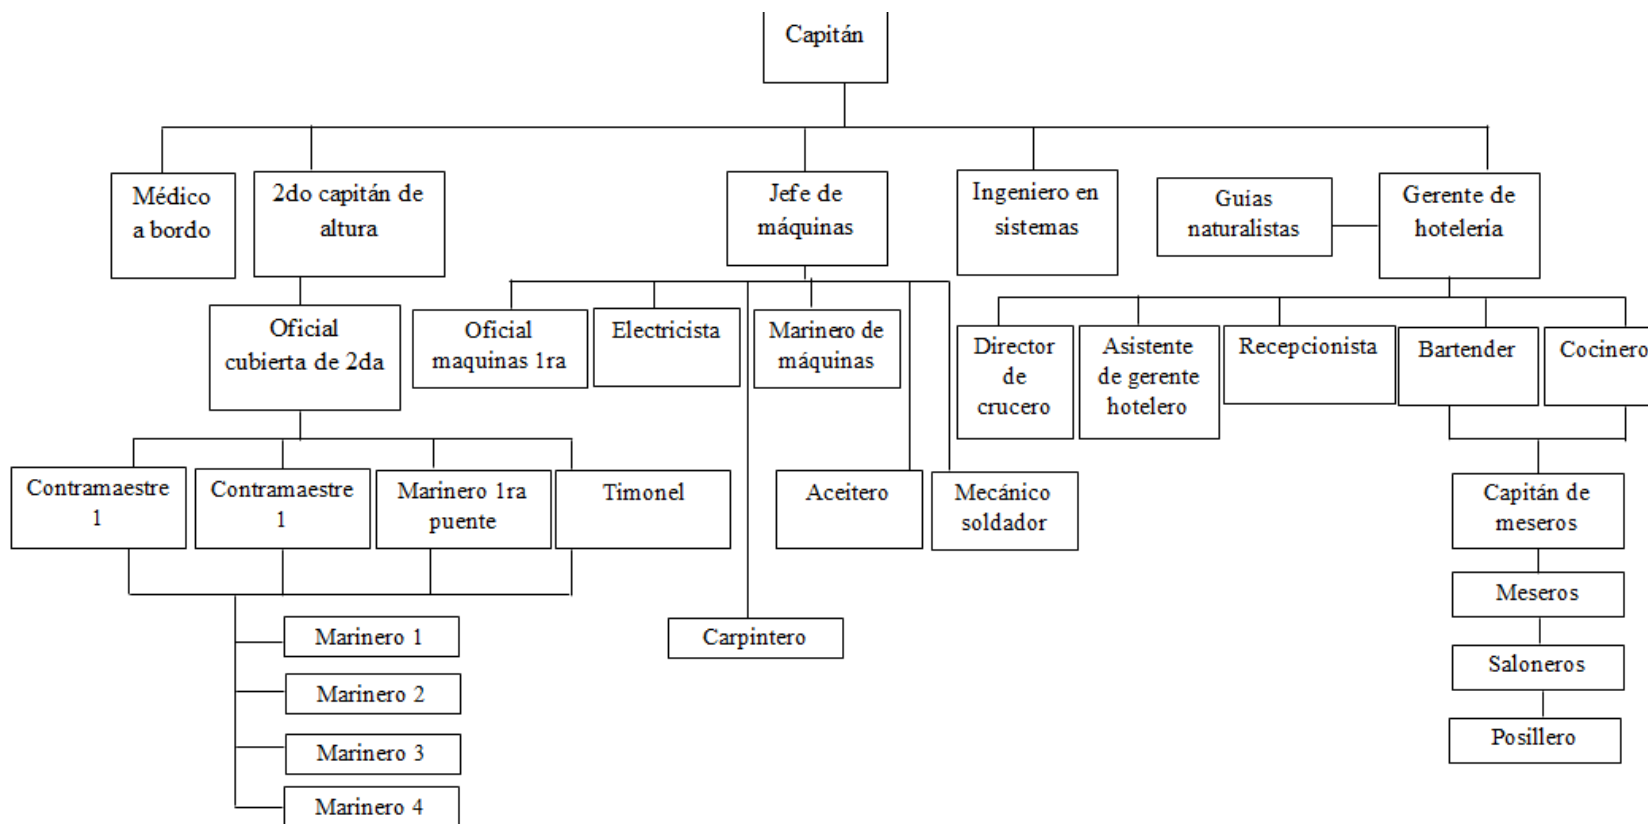 Capitán
Médico
a bordo
2do capitán de
altura
Jefe de
máquinas
Ingeniero en
sistemas
Guías
naturalistas
Gerente de
hotelería
Oficial
cubierta de 2da
Oficial
maquinas 1ra
Electricista
Marinero de
máquinas
Director
de
crucero
Asistente
de gerente
hotelero
Recepcionista
Bartender
Cocinero
Contramaestre
1
Contramaestre
1
Marinero 1ra
puente
Timonel
Aceitero
Mecánico
soldador
Capitán de
meseros
Meseros
Marinero 1
Carpintero
Saloneros
Marinero 2
Posillero
Marinero 3
Marinero 4